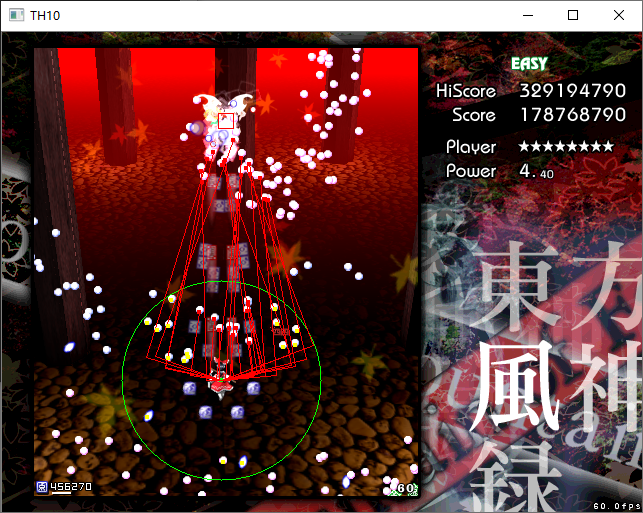 TH10
EASY
HiScore 329194790
Score 178768790
Player ★★★★★★★★
Power 4.40
東方
風神
録
456270
60
60.0fps